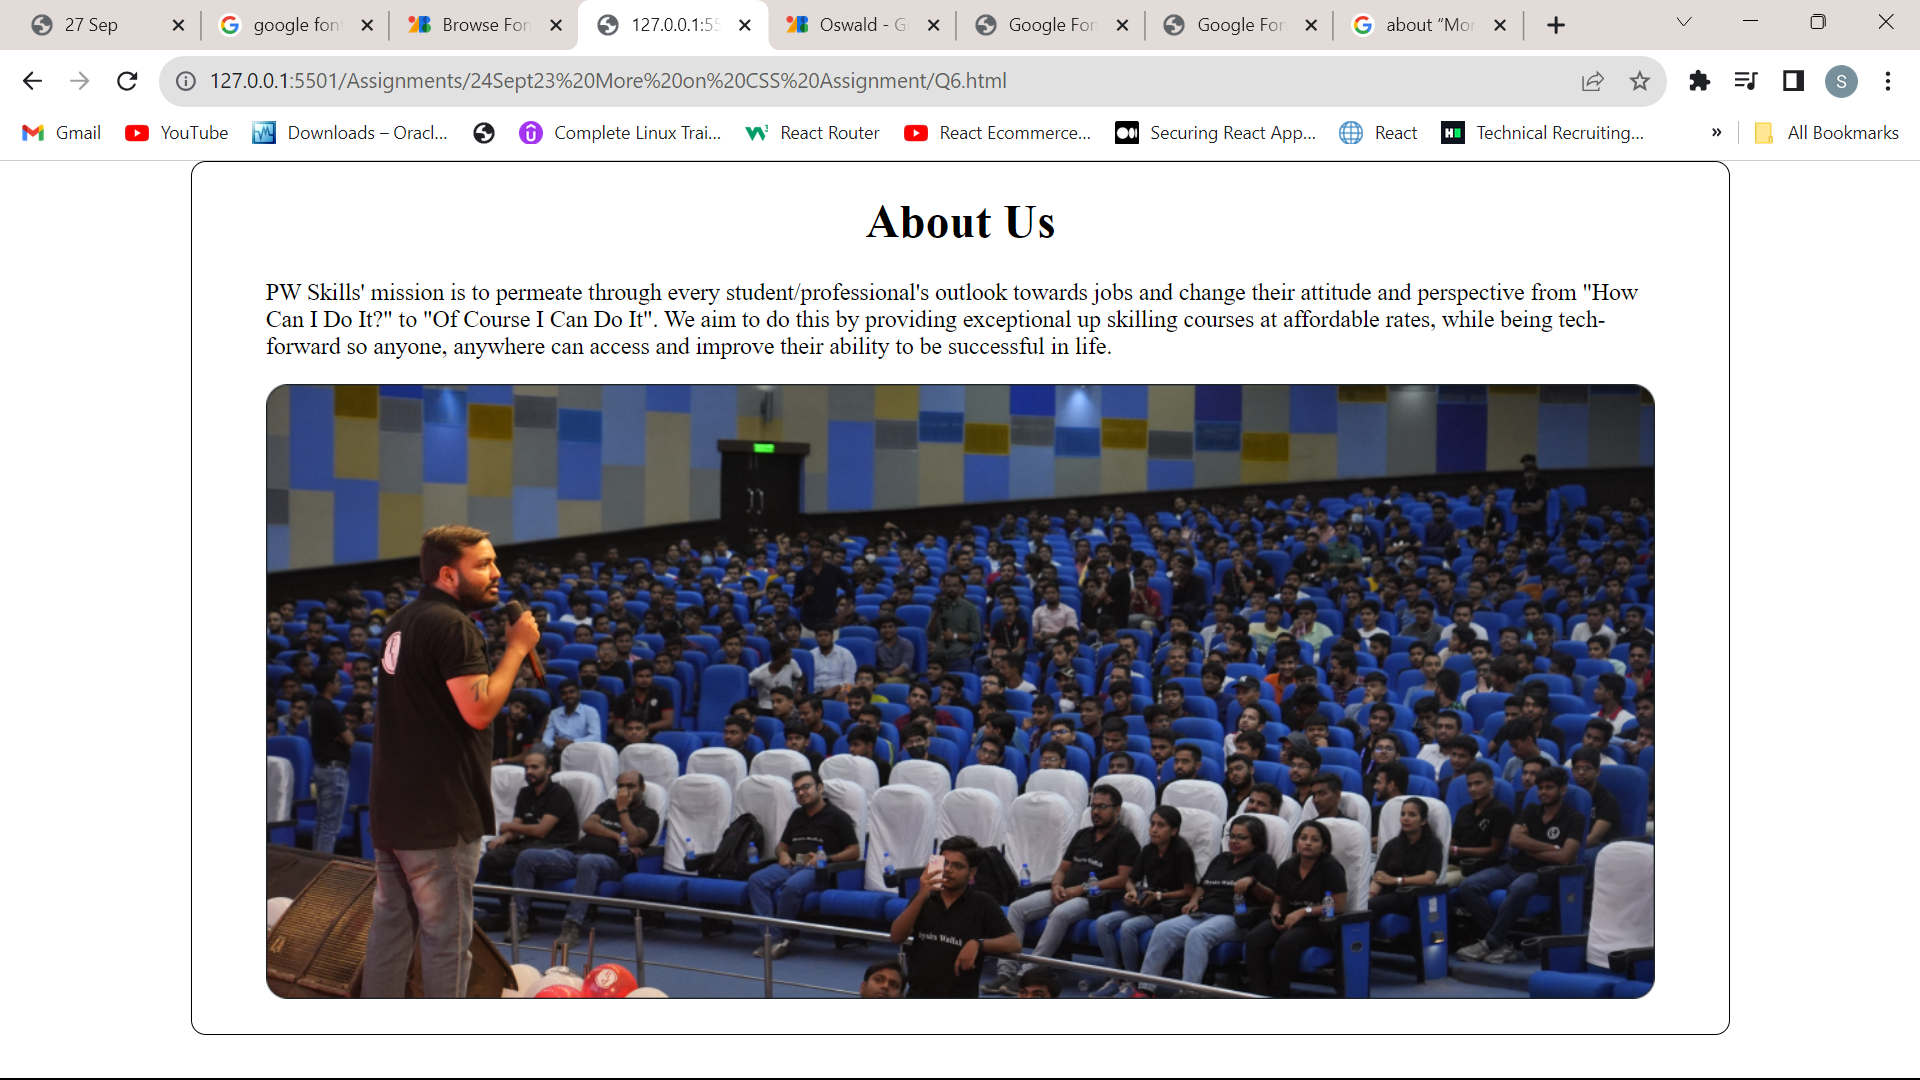 27 Sep
google fon
Browse Fon
127.0.0.1:55
Oswald - G
Google Fon
Google Fon
about “Mor
127.0.0.1:5501/Assignments/24Sept23%20More%20on%20CSS%20Assignment/Q6.html
S
Gmail
YouTube
Downloads – Oracl...
Complete Linux Trai...
React Router
React Ecommerce...
Securing React App...
React
Technical Recruiting...
»
All Bookmarks
About Us
PW Skills' mission is to permeate through every student/professional's outlook towards jobs and change their attitude and perspective from "How
Can I Do It?" to "Of Course I Can Do It". We aim to do this by providing exceptional up skilling courses at affordable rates, while being tech-
forward so anyone, anywhere can access and improve their ability to be successful in life.